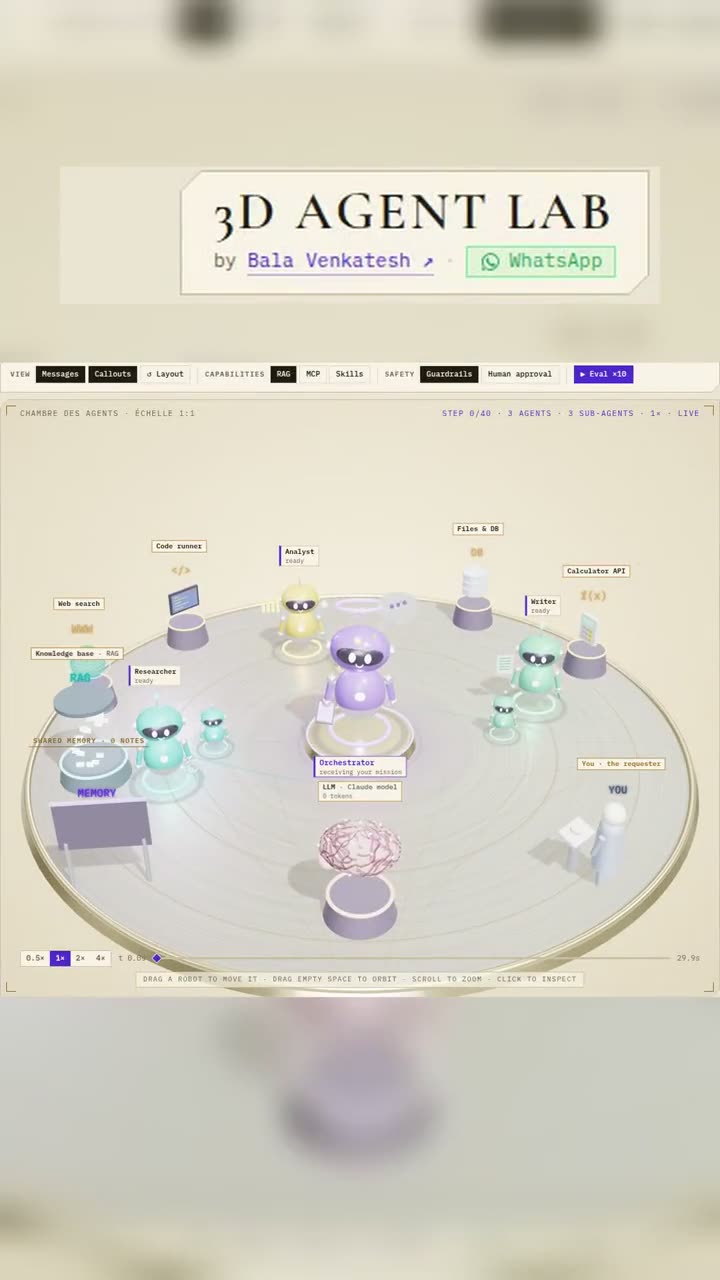 3D AGENT LAB
by Bala Venkatesh ↗ · WhatsApp
VIEW Messages Callouts ↺ Layout CAPABILITIES RAG MCP Skills SAFETY Guardrails Human approval ▶ Eval ×10
CHAMBRE DES AGENTS · ÉCHELLE 1:1
STEP 0/40 · 3 AGENTS · 3 SUB-AGENTS · 1× · LIVE
Files & DB
DB
Code runner
</>
Analyst
ready
Calculator API
f(x)
Web search
WWW
Writer
ready
Knowledge base · RAG
RAG
Researcher
ready
SHARED MEMORY · 0 NOTES
MEMORY
Orchestrator
receiving your mission
LLM · Claude model
0 tokens
You · the requester
YOU
0.5× 1× 2× 4× t 0.0s
29.9s
DRAG A ROBOT TO MOVE IT · DRAG EMPTY SPACE TO ORBIT · SCROLL TO ZOOM · CLICK TO INSPECT